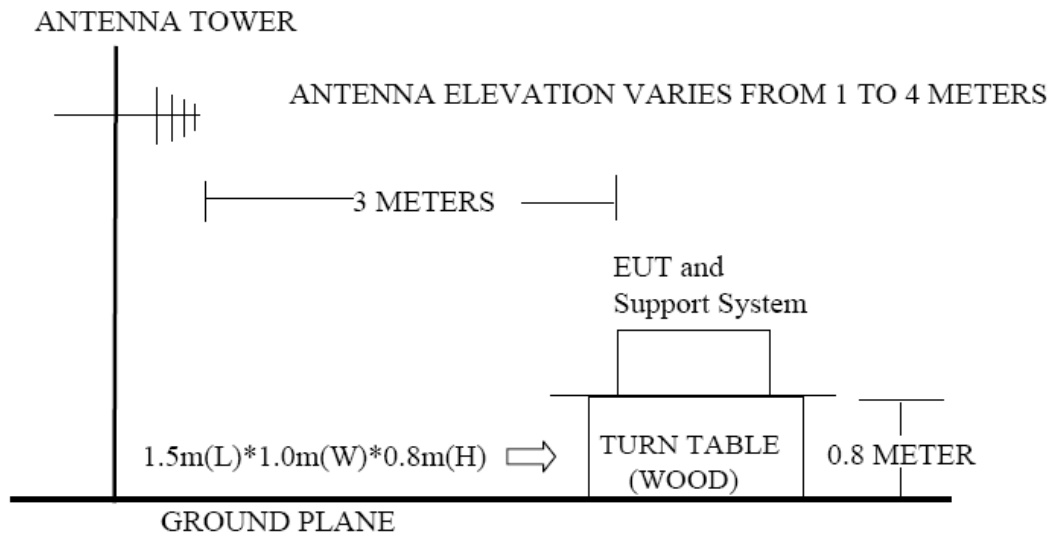 ANTENNA TOWER
ANTENNA ELEVATION VARIES FROM 1 TO 4 METERS
3 METERS
EUT and
Support System
1.5m(L)*1.0m(W)*0.8m(H)
TURN TABLE
(WOOD)
0.8 METER
GROUND PLANE